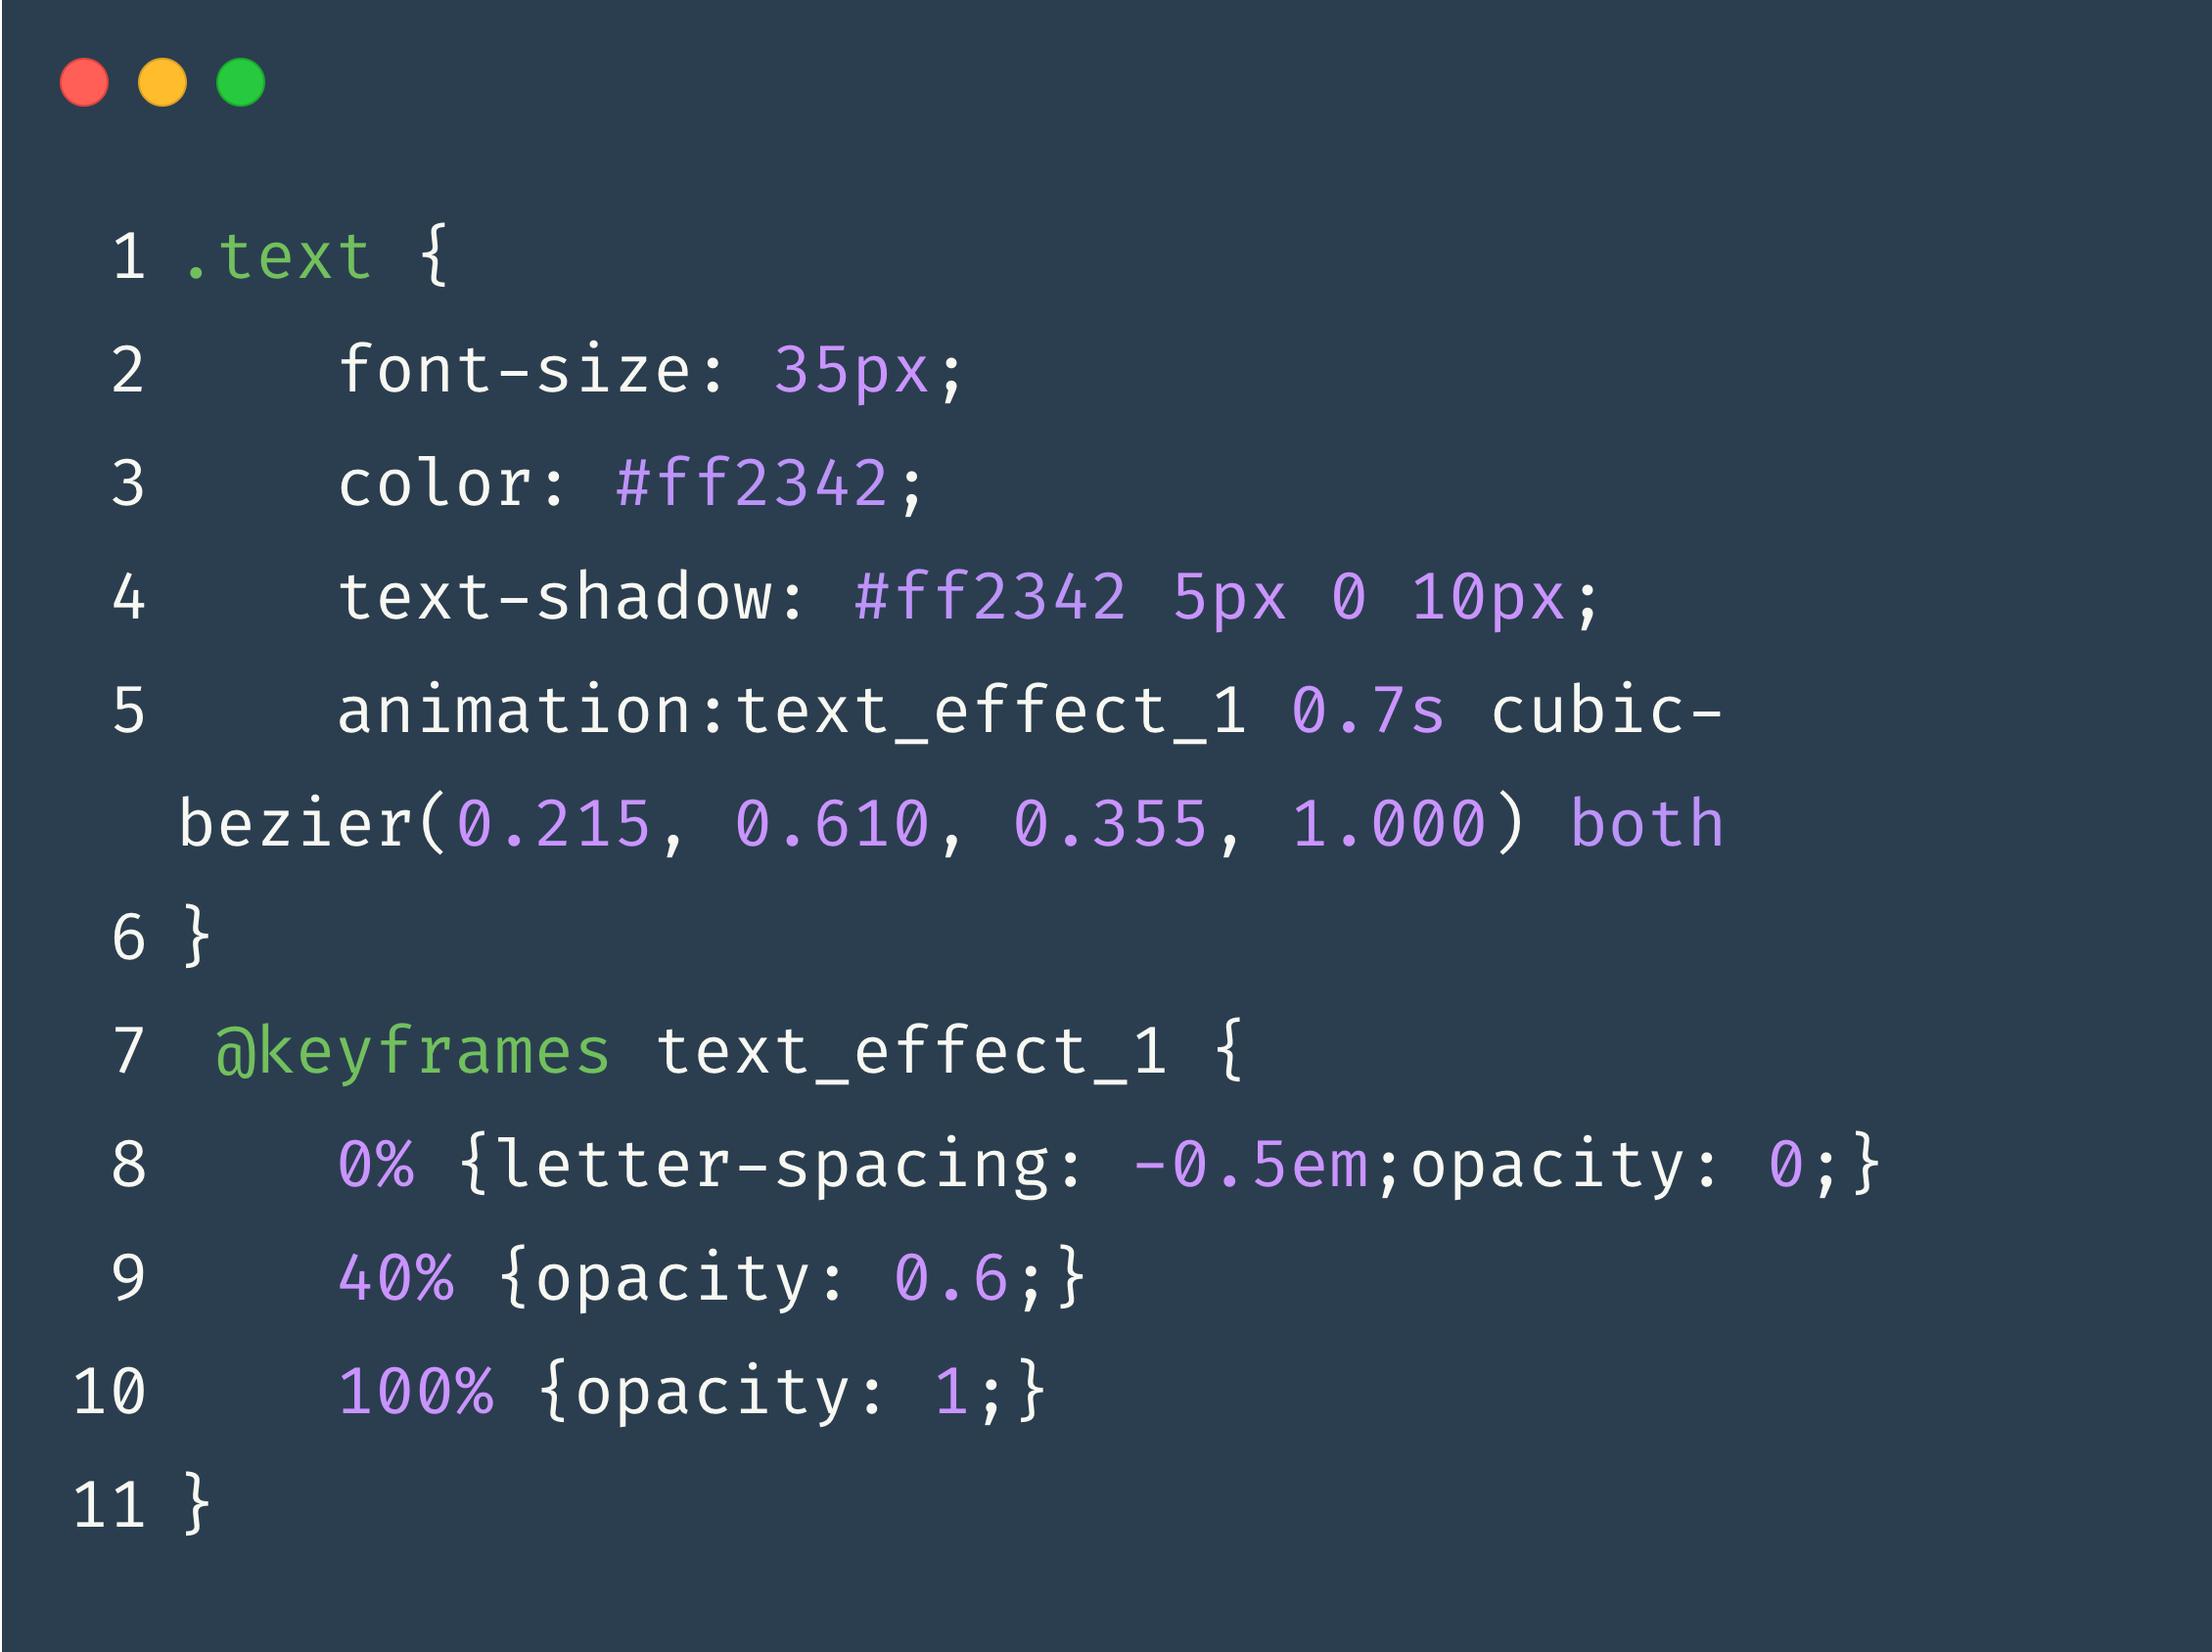 1 .text {
2     font-size: 35px;
3     color: #ff2342;
4     text-shadow: #ff2342 5px 0 10px;
5     animation:text_effect_1 0.7s cubic-
bezier(0.215, 0.610, 0.355, 1.000) both
6 }
7  @keyframes text_effect_1 {
8     0% {letter-spacing: -0.5em;opacity: 0;}
9     40% {opacity: 0.6;}
10     100% {opacity: 1;}
11 }